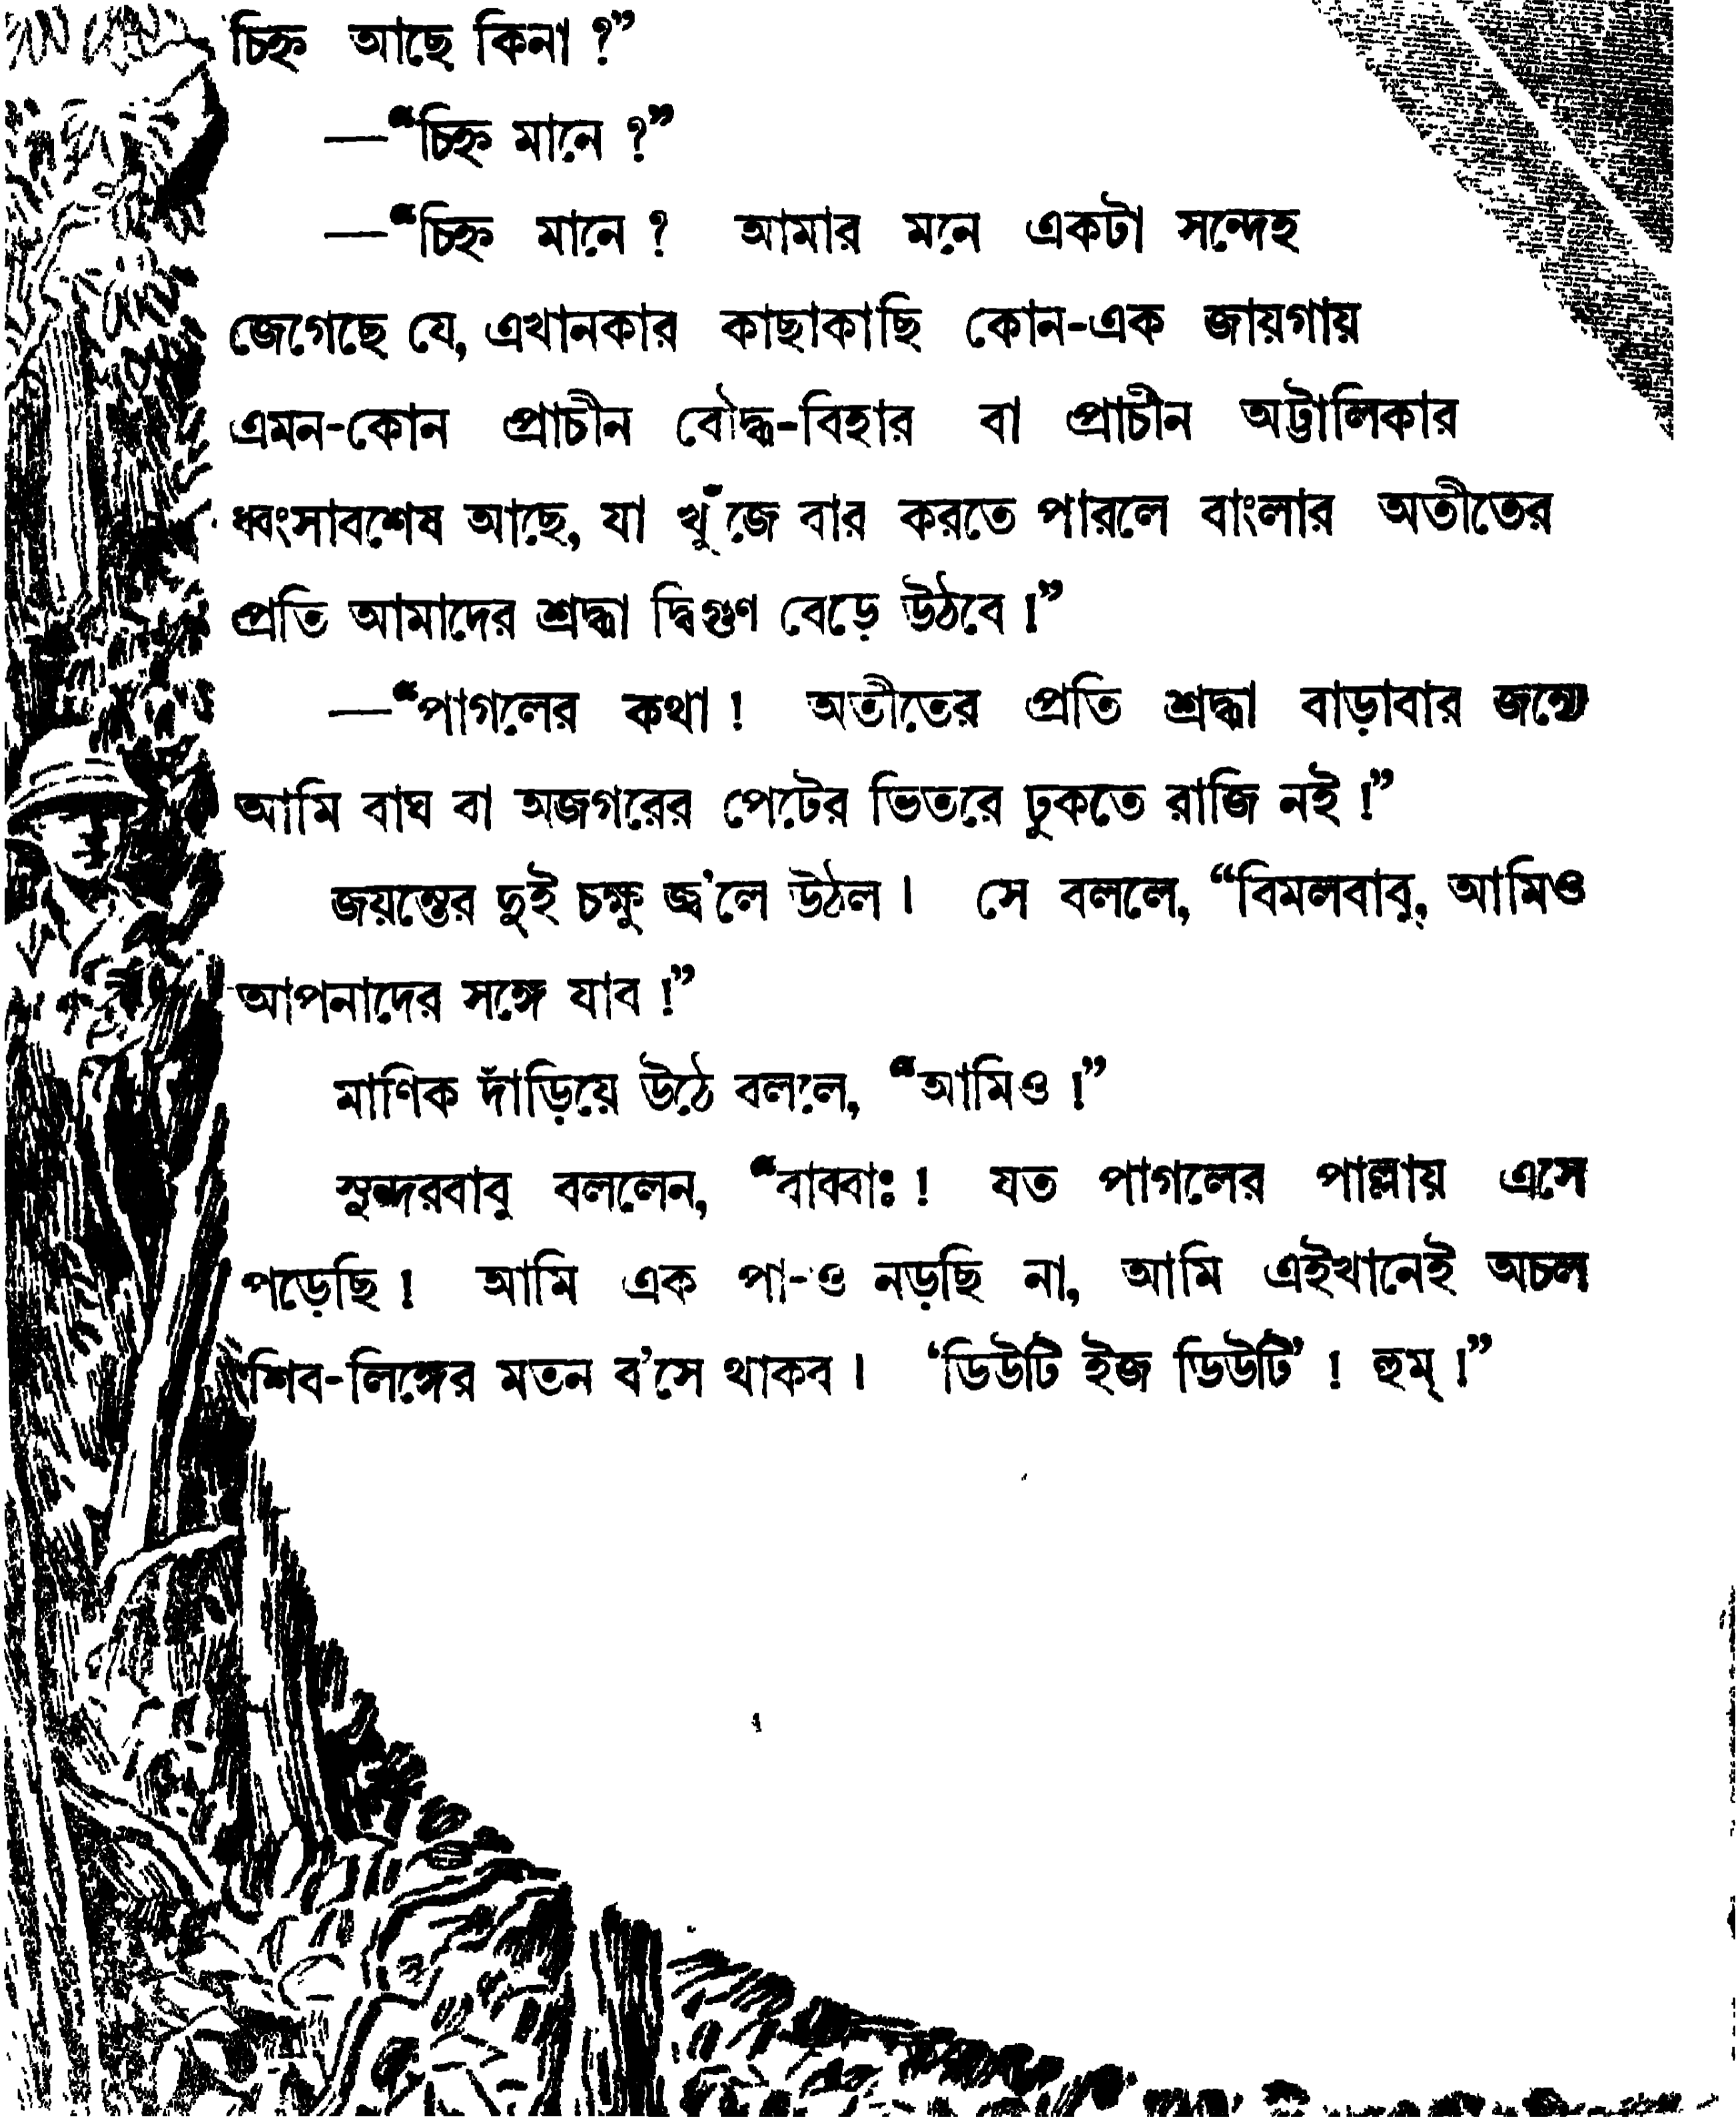 চিহ্ন আছে কিনা ?”
—“চিহ্ন মানে ?”
—“চিহ্ন মানে ? আমার মনে একটা সন্দেহ
জেগেছে যে, এখানকার কাছাকাছি কোন-এক জায়গায়
এমন-কোন প্রাচীন বৌদ্ধ-বিহার বা প্রাচীন অট্টালিকার
ধ্বংসাবশেষ আছে, যা খুঁজে বার করতে পারলে বাংলার অতীতের
প্রতি আমাদের শ্রদ্ধা দ্বিগুণ বেড়ে উঠবে !”
—“পাগলের কথা ! অতীতের প্রতি শ্রদ্ধা বাড়াবার জন্যে
আমি বাঘ বা অজগরের পেটের ভিতরে ঢুকতে রাজি নই !”
জয়ন্তের দুই চক্ষু জ্ব’লে উঠল । সে বললে, “বিমলবাবু, আমিও
আপনাদের সঙ্গে যাব !”
মাণিক দাঁড়িয়ে উঠে বললে, “আমিও !”
সুন্দরবাবু বললেন, “বাব্বাঃ ! যত পাগলের পাল্লায় এসে
পড়েছি ! আমি এক পা-ও নড়ছি না, আমি এইখানেই অচল
শিব-লিঙ্গের মতন ব’সে থাকব । ‘ডিউটি ইজ ডিউটি’ ! হুম্ !”